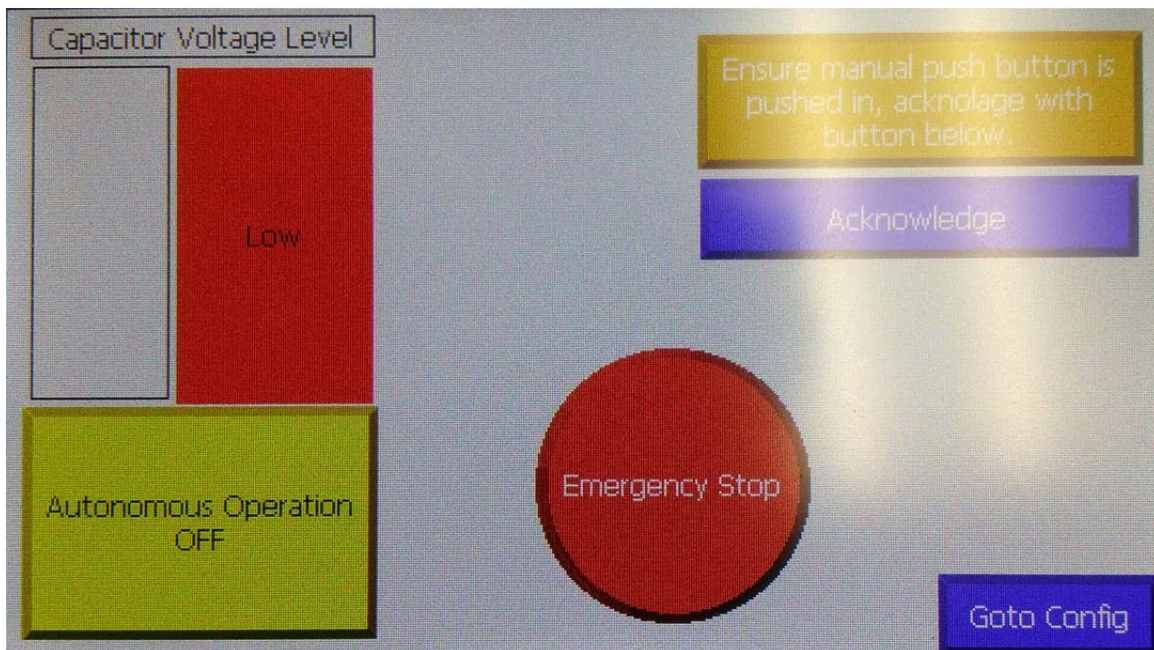 Capacitor Voltage Level
Low
Autonomous Operation
OFF
Ensure manual push button is
pushed in, acknolage with
button below.
Acknowledge
Emergency Stop
Goto Config